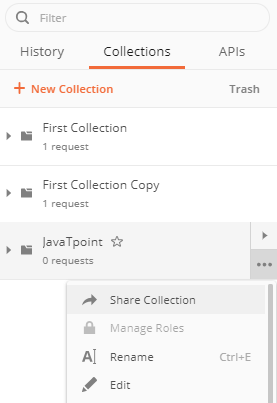 Filter
History Collections APIs
+ New Collection Trash
First Collection
1 request
First Collection Copy
1 request
JavaTpoint
0 requests
Share Collection
Manage Roles
Rename Ctrl+E
Edit